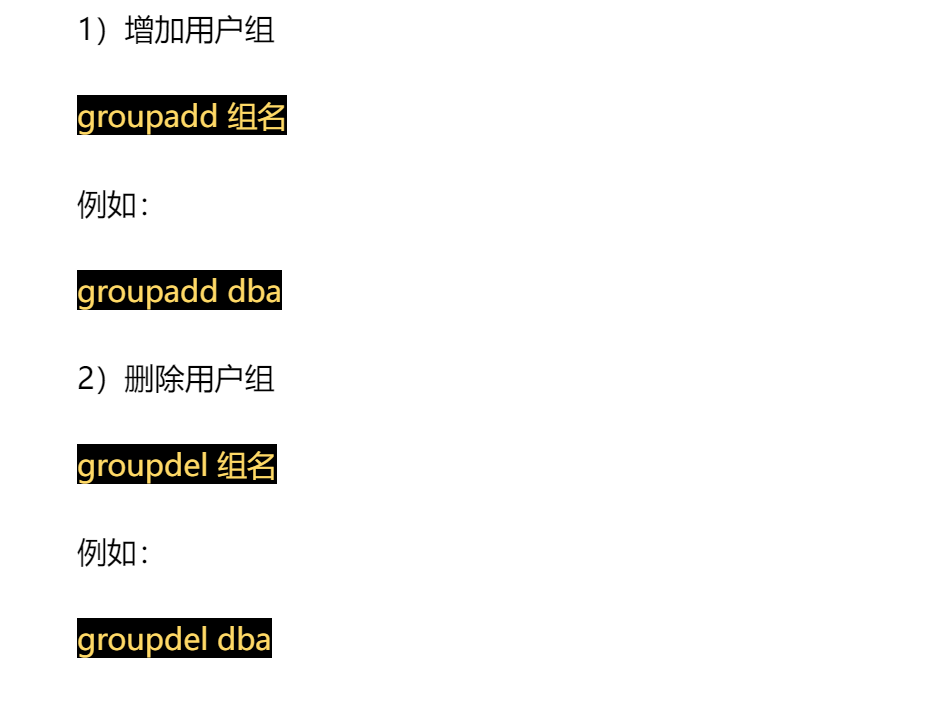 1）增加用户组
groupadd 组名
例如：
groupadd dba
2）删除用户组
groupdel 组名
例如：
groupdel dba